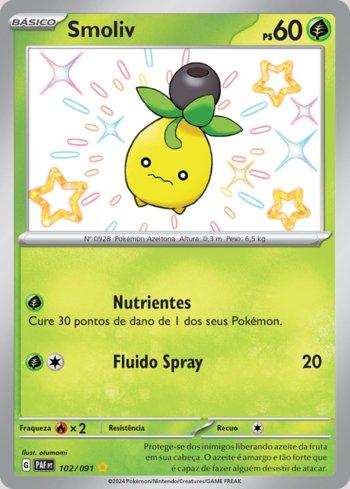 BÁSICO
Smoliv
PS 60
Nº 0928 Pokémon Azeitona Altura: 0,3 m Peso: 6,5 kg
Nutrientes
Cure 30 pontos de dano de 1 dos seus Pokémon.
Fluido Spray 20
Fraqueza ×2 Resistência Recuo
Ilust. otumami
Protege-se dos inimigos liberando azeite da fruta
em sua cabeça. O azeite é amargo e tão forte que
é capaz de fazer alguém desistir de atacar.
G PAF PT 102/091
©2024 Pokémon/Nintendo/Creatures/GAME FREAK